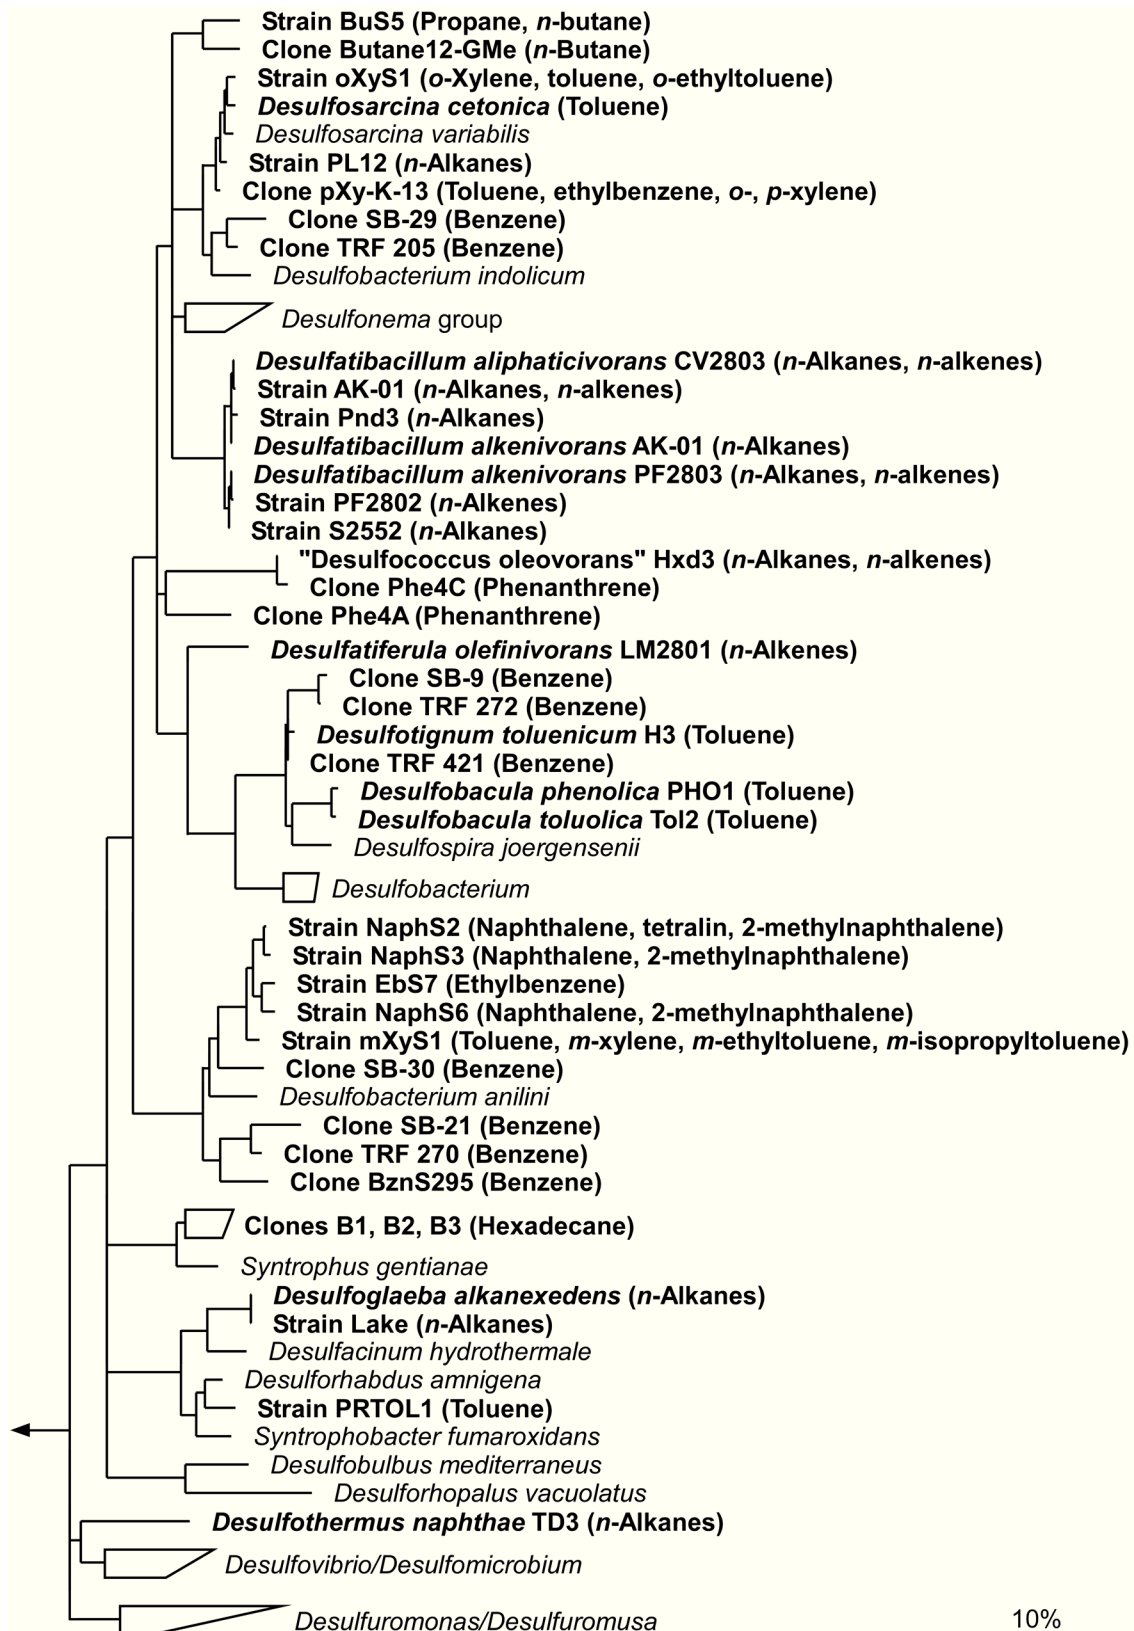 Strain BuS5 (Propane, n-butane)
Clone Butane12-GMe (n-Butane)
Strain oXyS1 (o-Xylene, toluene, o-ethyltoluene)
Desulfosarcina cetonica (Toluene)
Desulfosarcina variabilis
Strain PL12 (n-Alkanes)
Clone pXy-K-13 (Toluene, ethylbenzene, o-, p-xylene)
Clone SB-29 (Benzene)
Clone TRF 205 (Benzene)
Desulfobacterium indolicum
Desulfonema group
Desulfatibacillum aliphaticivorans CV2803 (n-Alkanes, n-alkenes)
Strain AK-01 (n-Alkanes, n-alkenes)
Strain Pnd3 (n-Alkanes)
Desulfatibacillum alkenivorans AK-01 (n-Alkanes)
Desulfatibacillum alkenivorans PF2803 (n-Alkanes, n-alkenes)
Strain PF2802 (n-Alkenes)
Strain S2552 (n-Alkanes)
"Desulfococcus oleovorans" Hxd3 (n-Alkanes, n-alkenes)
Clone Phe4C (Phenanthrene)
Clone Phe4A (Phenanthrene)
Desulfatiferula olefinivorans LM2801 (n-Alkenes)
Clone SB-9 (Benzene)
Clone TRF 272 (Benzene)
Desulfotignum toluenicum H3 (Toluene)
Clone TRF 421 (Benzene)
Desulfobacula phenolica PHO1 (Toluene)
Desulfobacula toluolica Tol2 (Toluene)
Desulfospira joergensenii
Desulfobacterium
Strain NaphS2 (Naphthalene, tetralin, 2-methylnaphthalene)
Strain NaphS3 (Naphthalene, 2-methylnaphthalene)
Strain EbS7 (Ethylbenzene)
Strain NaphS6 (Naphthalene, 2-methylnaphthalene)
Strain mXyS1 (Toluene, m-xylene, m-ethyltoluene, m-isopropyltoluene)
Clone SB-30 (Benzene)
Desulfobacterium anilini
Clone SB-21 (Benzene)
Clone TRF 270 (Benzene)
Clone BznS295 (Benzene)
Clones B1, B2, B3 (Hexadecane)
Syntrophus gentianae
Desulfoglaeba alkanexedens (n-Alkanes)
Strain Lake (n-Alkanes)
Desulfacinum hydrothermale
Desulforhabdus amnigena
Strain PRTOL1 (Toluene)
Syntrophobacter fumaroxidans
Desulfobulbus mediterraneus
Desulforhopalus vacuolatus
Desulfothermus naphthae TD3 (n-Alkanes)
Desulfovibrio/Desulfomicrobium
Desulfuromonas/Desulfuromusa
10%